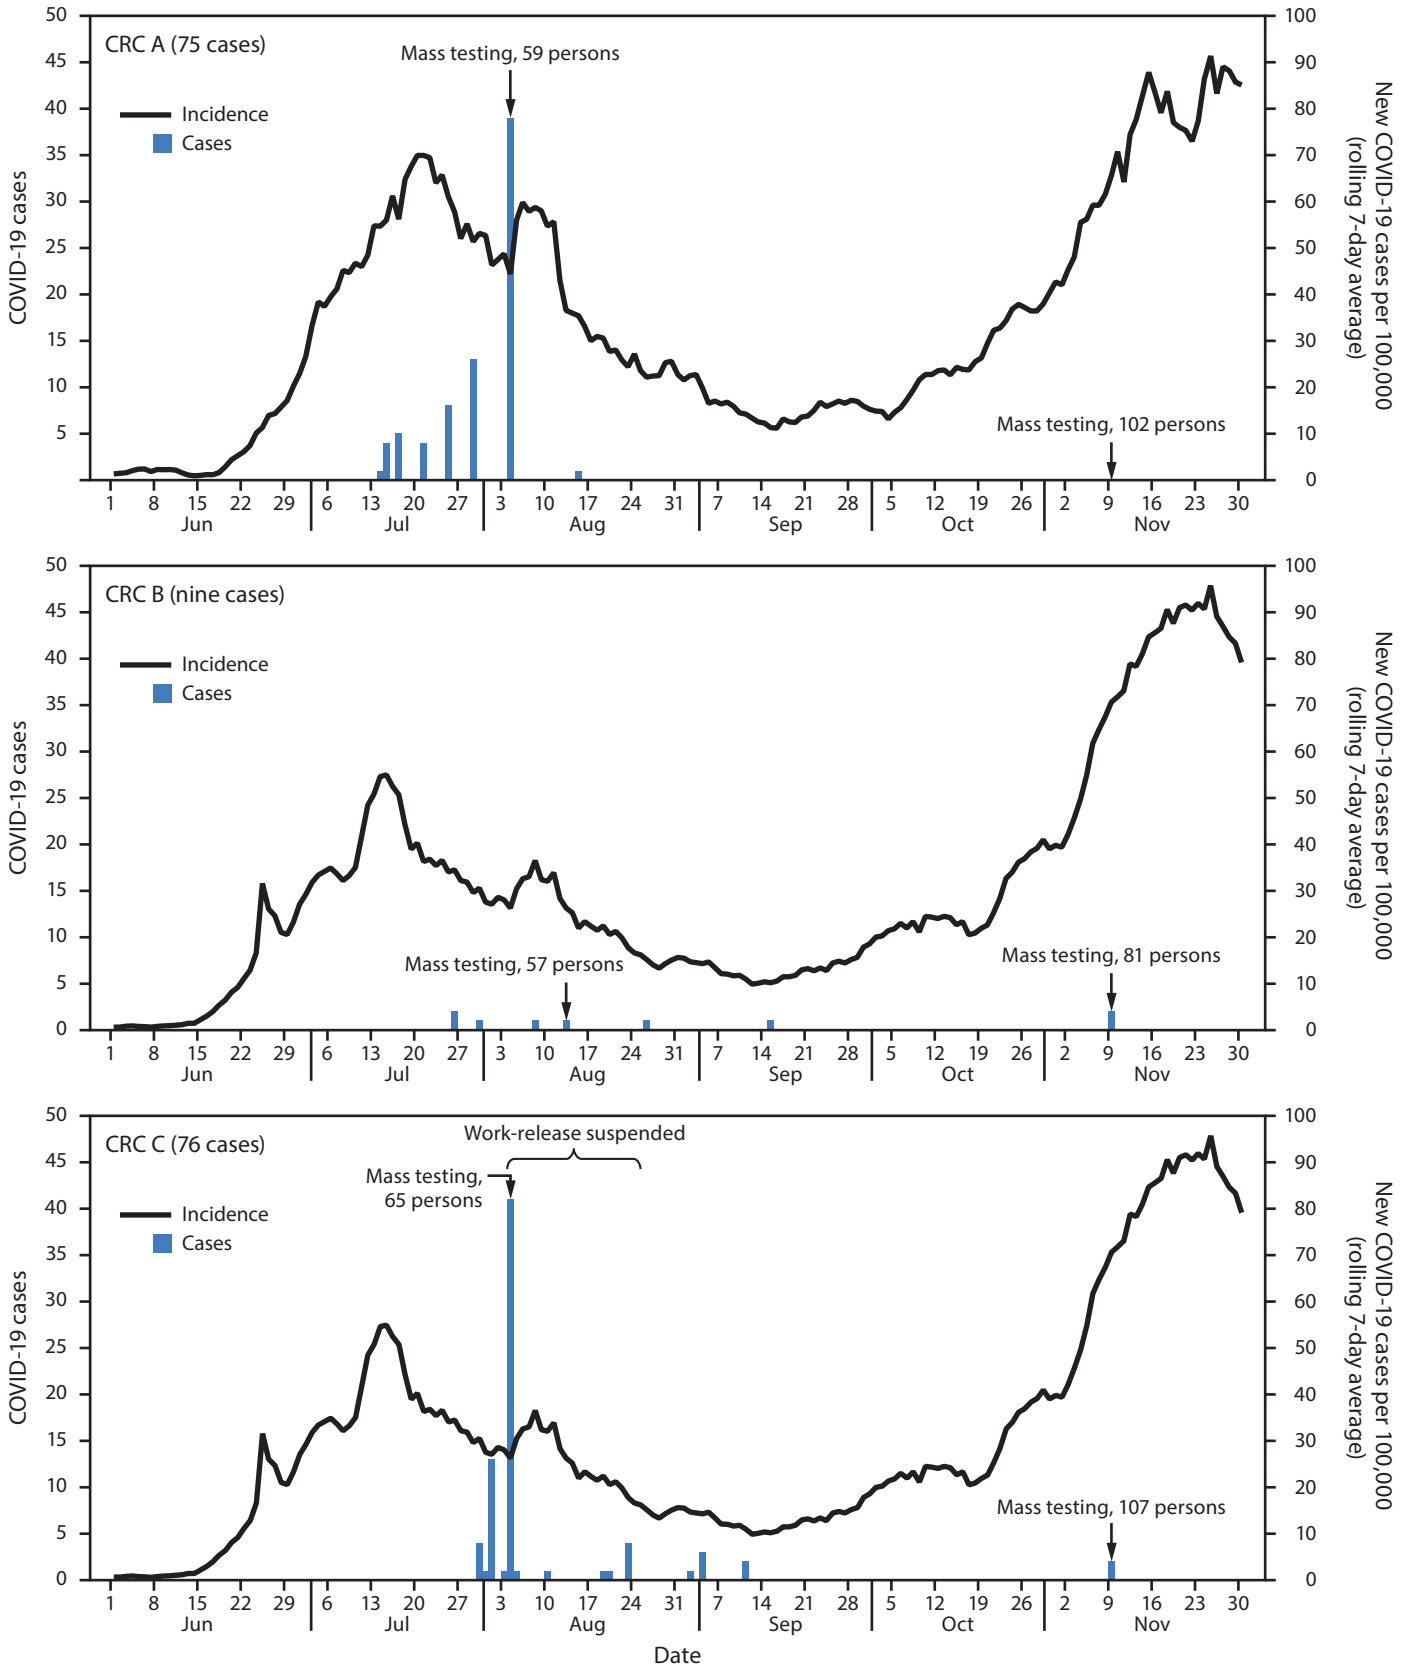 CRC A (75 cases)
Mass testing, 59 persons
Incidence
Cases
Mass testing, 102 persons
COVID-19 cases
50
45
40
35
30
25
20
15
10
5
New COVID-19 cases per 100,000
(rolling 7-day average)
100
90
80
70
60
50
40
30
20
10
0
1 8 15 22 29 6 13 20 27 3 10 17 24 31 7 14 21 28 5 12 19 26 2 9 16 23 30
Jun Jul Aug Sep Oct Nov
CRC B (nine cases)
Incidence
Cases
Mass testing, 57 persons
Mass testing, 81 persons
COVID-19 cases
50
45
40
35
30
25
20
15
10
5
0
New COVID-19 cases per 100,000
(rolling 7-day average)
100
90
80
70
60
50
40
30
20
10
0
1 8 15 22 29 6 13 20 27 3 10 17 24 31 7 14 21 28 5 12 19 26 2 9 16 23 30
Jun Jul Aug Sep Oct Nov
CRC C (76 cases)
Work-release suspended
Mass testing,
65 persons
Incidence
Cases
Mass testing, 107 persons
COVID-19 cases
50
45
40
35
30
25
20
15
10
5
0
New COVID-19 cases per 100,000
(rolling 7-day average)
100
90
80
70
60
50
40
30
20
10
0
1 8 15 22 29 6 13 20 27 3 10 17 24 31 7 14 21 28 5 12 19 26 2 9 16 23 30
Jun Jul Aug Sep Oct Nov
Date